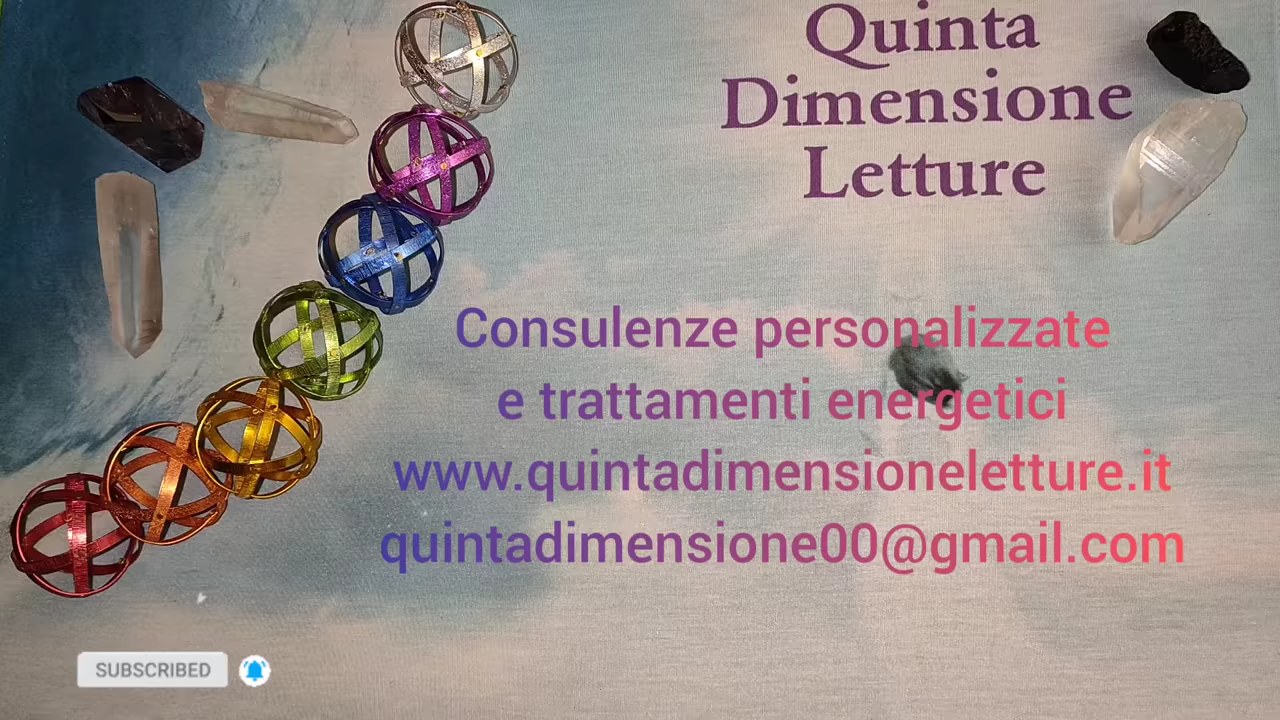 Quinta
Dimensione
Letture
Consulenze personalizzate
e trattamenti energetici
www.quintadimensioneletture.it
quintadimensione00@gmail.com
SUBSCRIBED